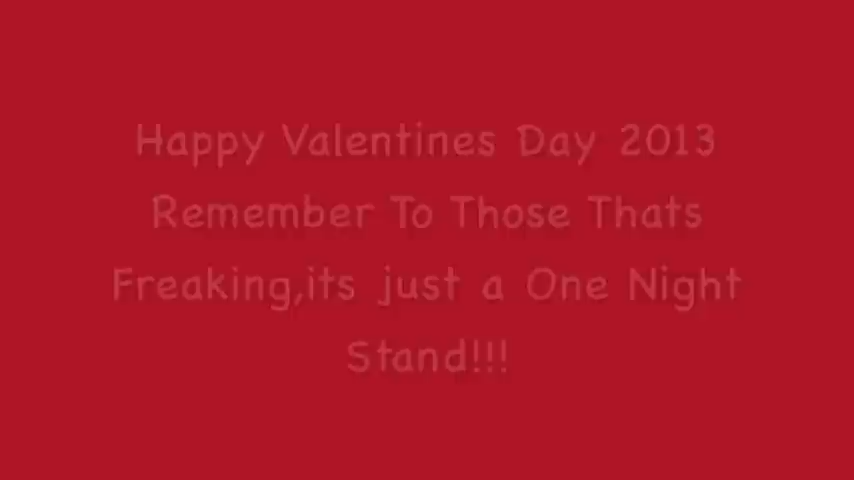 Happy Valentines Day 2013
Remember To Those Thats
Freaking,its just a One Night
Stand!!!